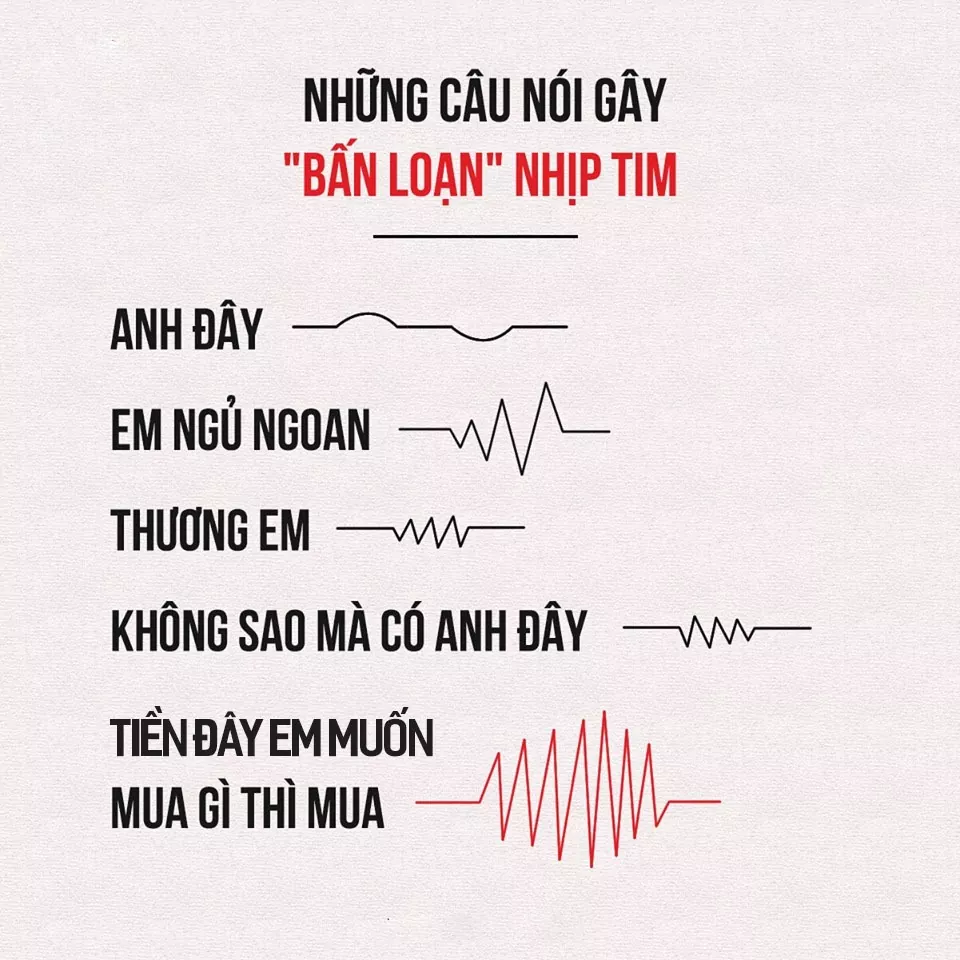 NHỮNG CÂU NÓI GÂY
"BẤN LOẠN" NHỊP TIM
ANH ĐÂY
EM NGỦ NGOAN
THƯƠNG EM
KHÔNG SAO MÀ CÓ ANH ĐÂY
TIỀN ĐÂY EM MUỐN
MUA GÌ THÌ MUA